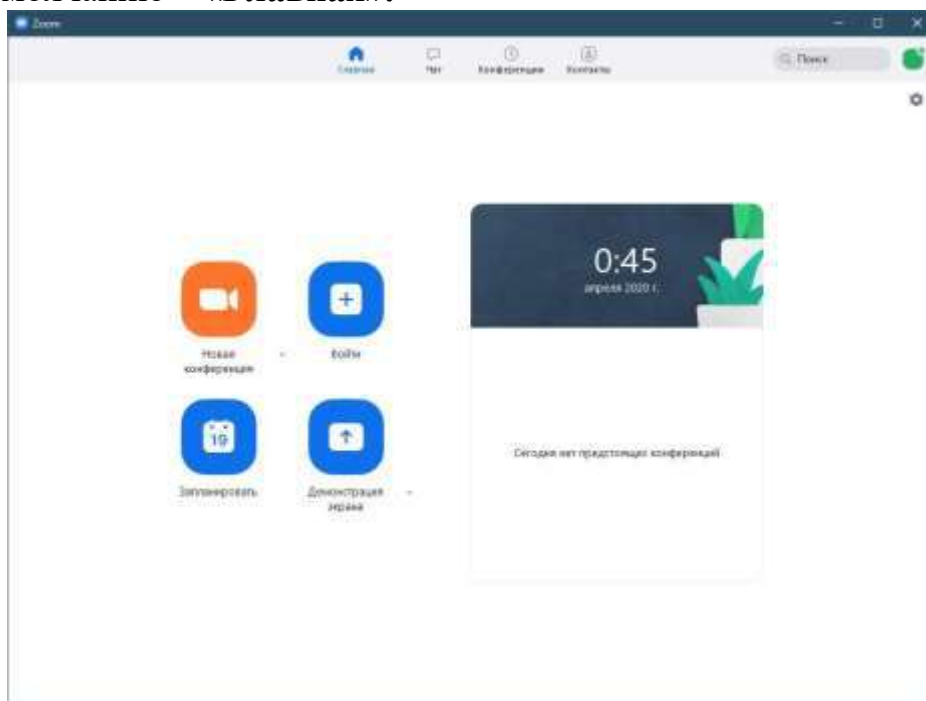 Zoom
Главная
Чат
Конференции
Контакты
Поиск
0:45
апреля 2020 г.
Новая
конференция
Войти
19
Запланировать
Демонстрация
экрана
Сегодня нет предстоящих конференций